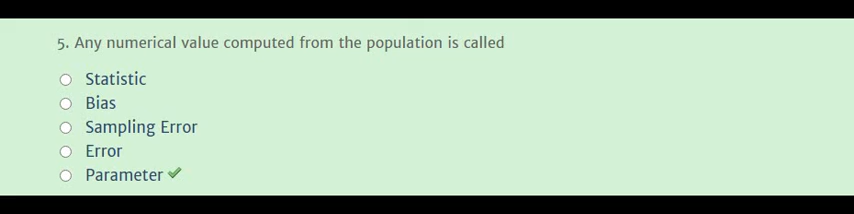 5. Any numerical value computed from the population is called
Statistic
Bias
Sampling Error
Error
Parameter